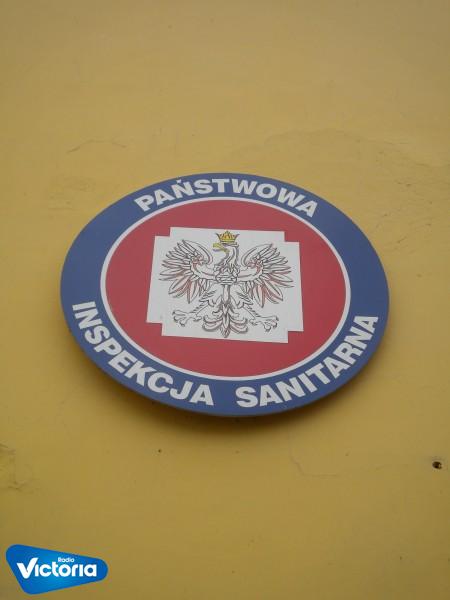 PAŃSTWOWA
INSPEKCJA SANITARNA
Radio
Victoria